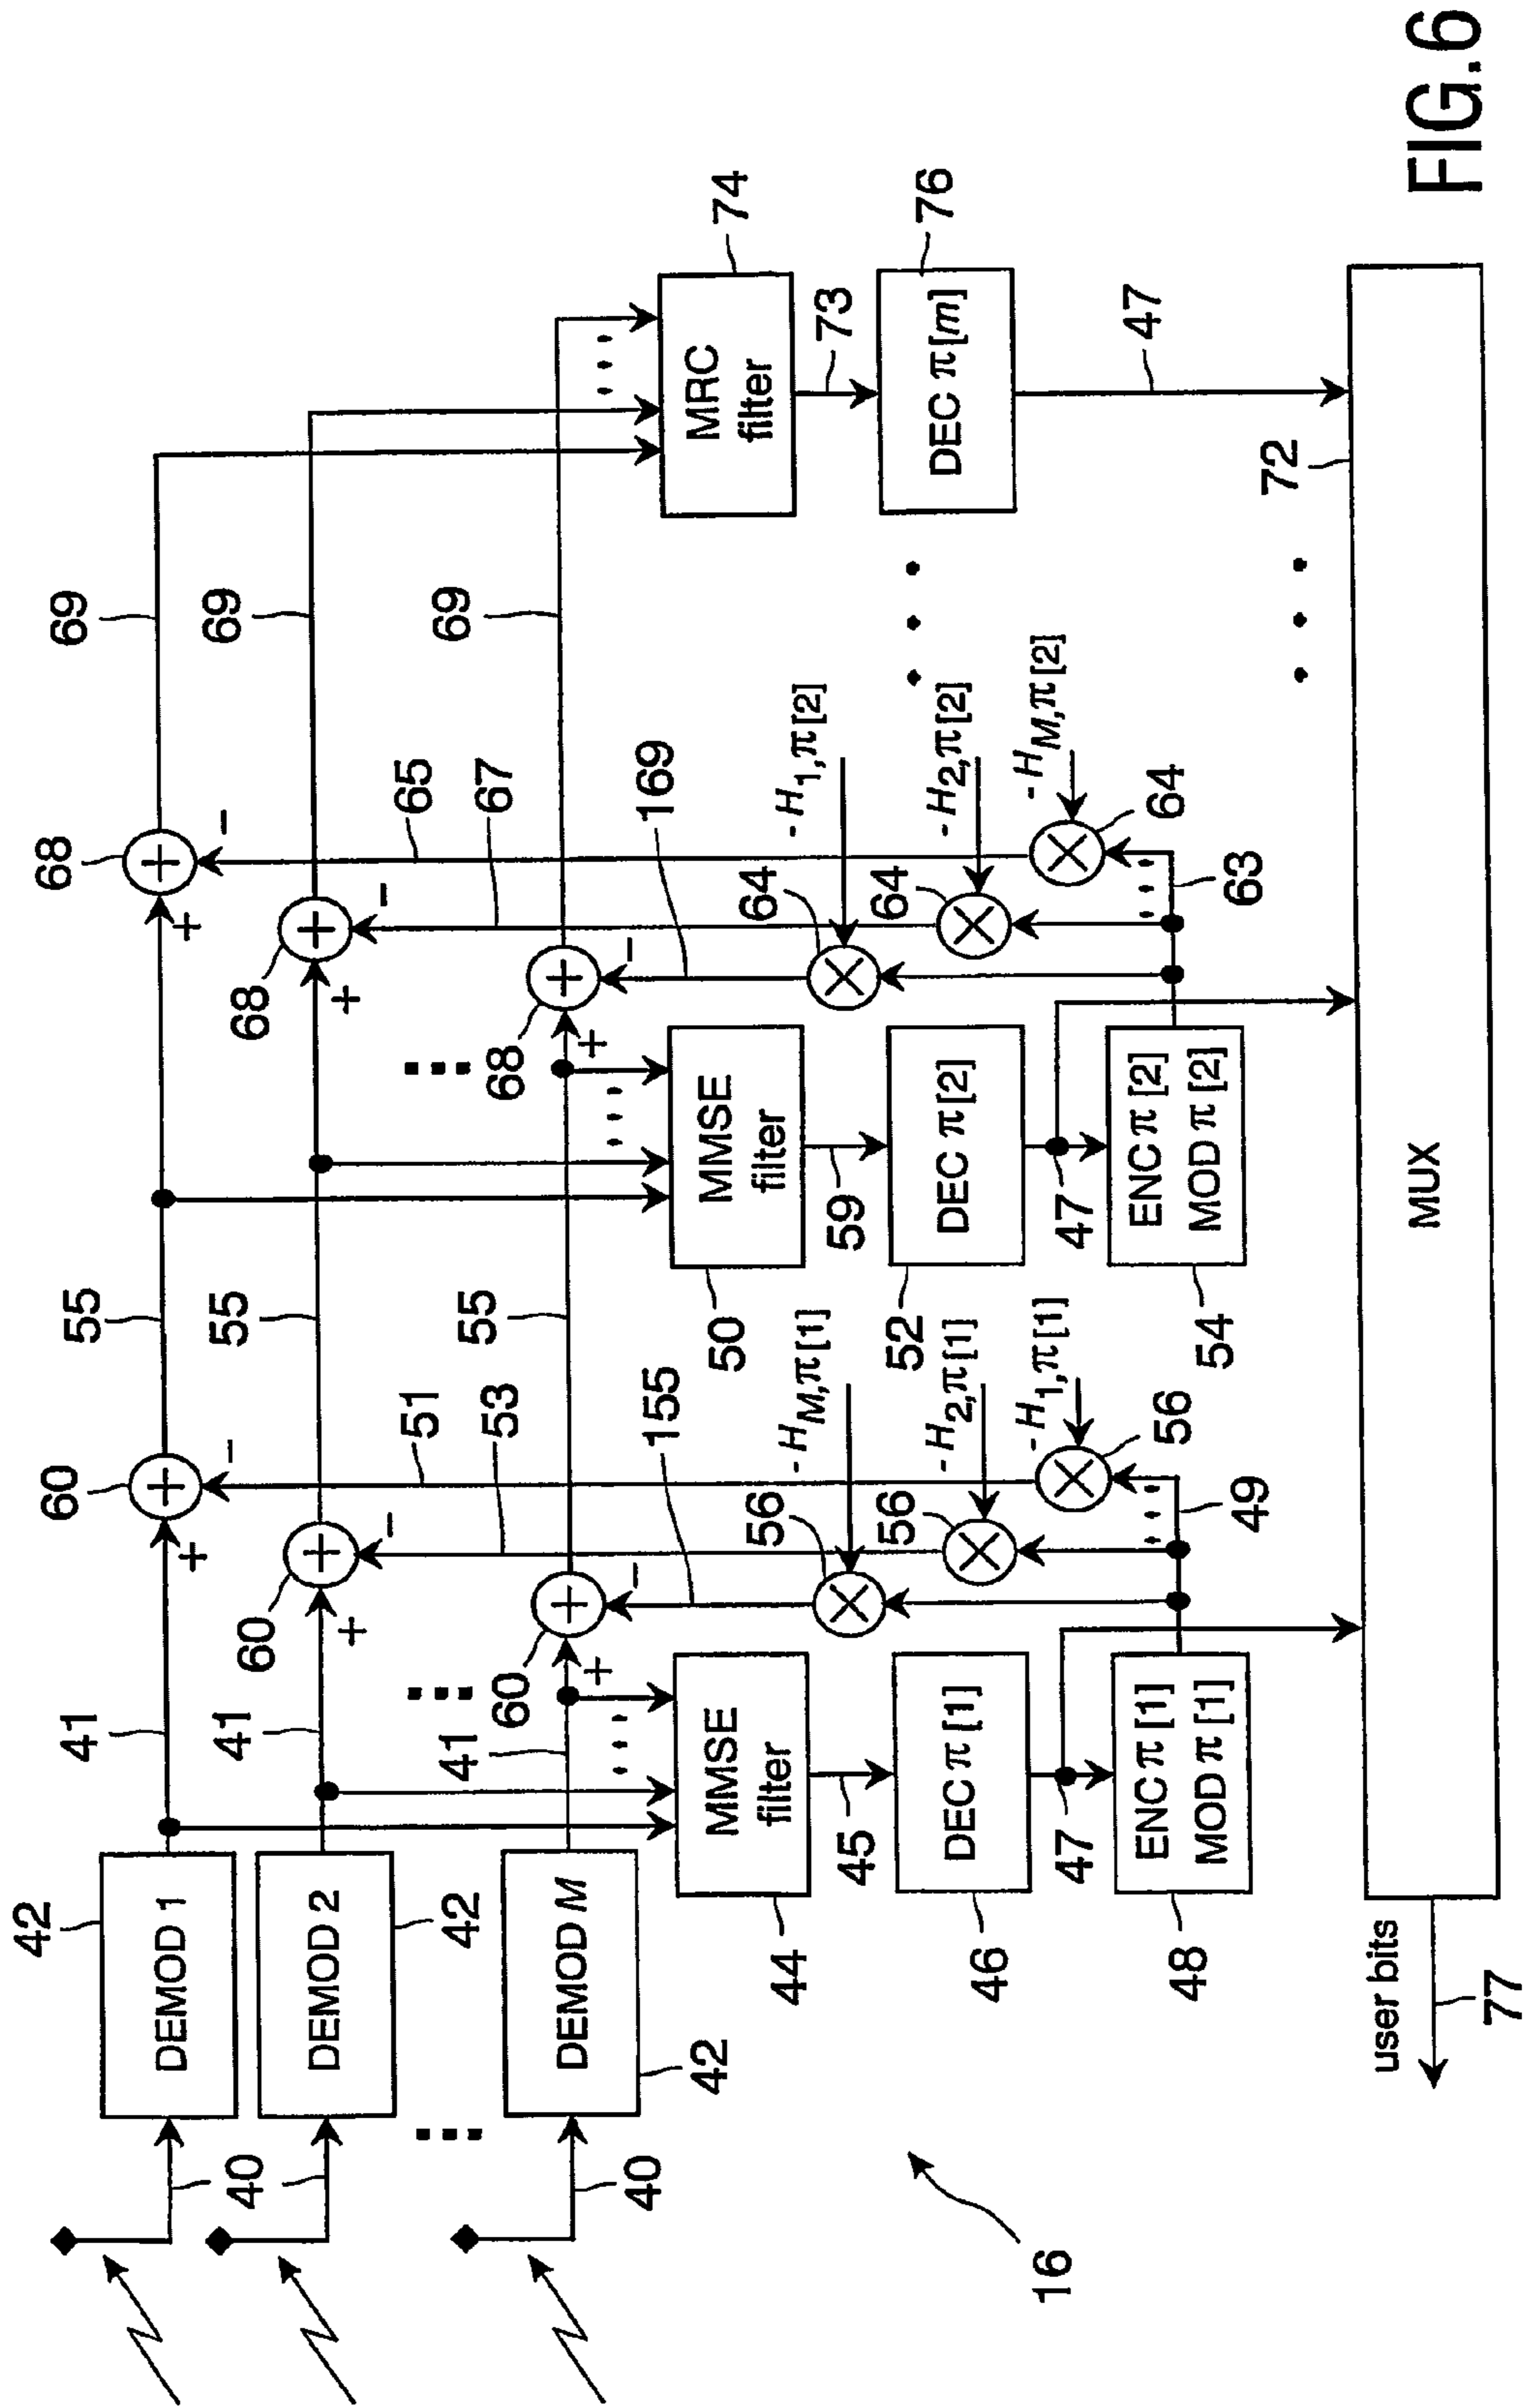 69
69
69
74
MRC
filter
73
76
DEC π[m]
47
72
68
68
68
65
67
169
- H1,π[2]
- H2,π[2]
- HM,π[2]
64
64
64
63
55
55
55
MMSE
filter
50
59
DEC π[2]
52
47
ENC π [2]
MOD π [2]
54
60
60
60
51
53
155
- HM,π[1]
- H2,π[1]
- H1,π[1]
56
56
56
49
41
41
41
MMSE
filter
44
45
DEC π [1]
46
47
ENC π [1]
MOD π [1]
48
42
DEMOD 1
DEMOD 2
42
DEMOD M
42
40
40
16
MUX
user bits
77
FIG.6